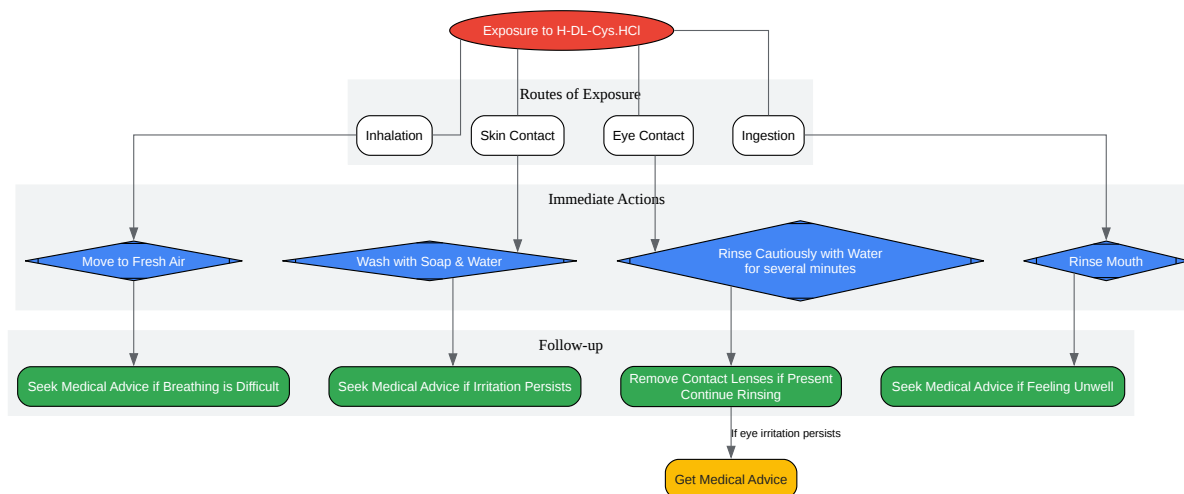 Exposure to H-DL-Cys.HCl
Routes of Exposure
Inhalation
Skin Contact
Eye Contact
Ingestion
Immediate Actions
Move to Fresh Air
Wash with Soap & Water
Rinse Cautiously with Water
for several minutes
Rinse Mouth
Follow-up
Seek Medical Advice if Breathing is Difficult
Seek Medical Advice if Irritation Persists
Remove Contact Lenses if Present
Continue Rinsing
Seek Medical Advice if Feeling Unwell
If eye irritation persists
Get Medical Advice